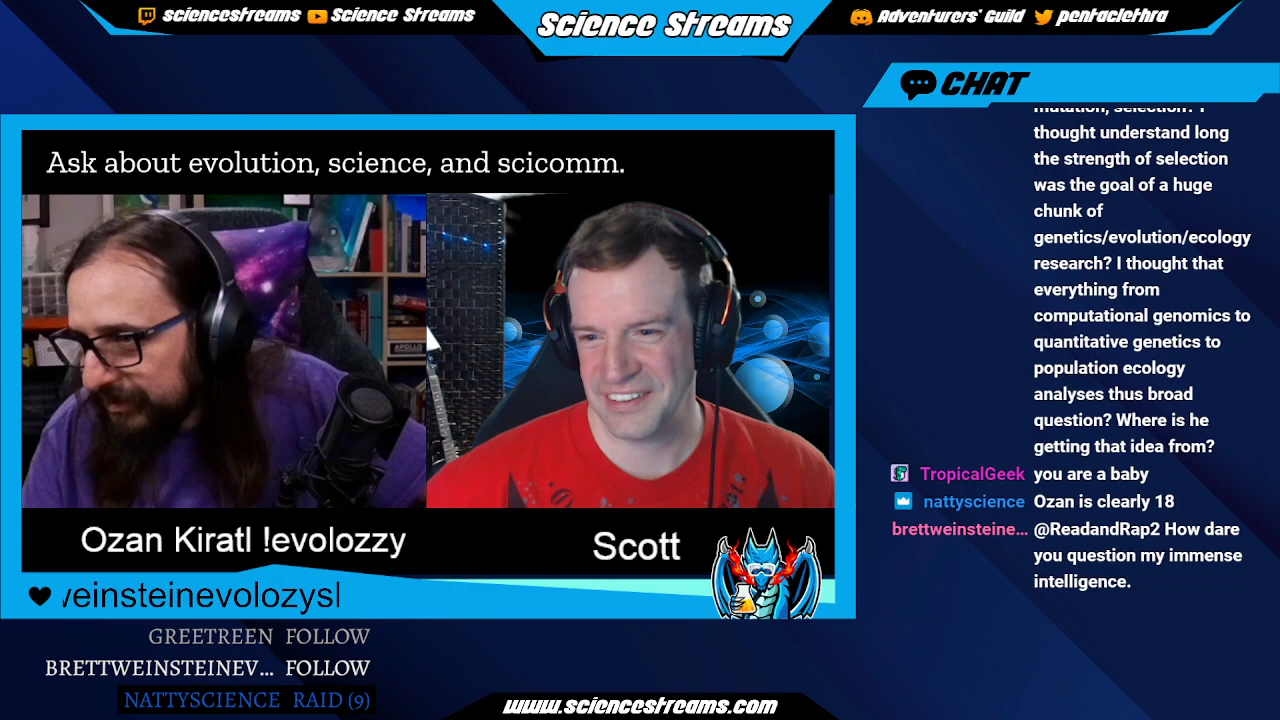 sciencestreams Science Streams
Science Streams
Adventurers' Guild pentaclethra
CHAT
mutation, selection? I
thought understand long
the strength of selection
was the goal of a huge
chunk of
genetics/evolution/ecology
research? I thought that
everything from
computational genomics to
quantitative genetics to
population ecology
analyses thus broad
question? Where is he
getting that idea from?
TropicalGeek you are a baby
nattyscience Ozan is clearly 18
brettweinsteine... @ReadandRap2 How dare
you question my immense
intelligence.
Ask about evolution, science, and scicomm.
APOLLO
Ozan Kiratl !evolozzy
Scott
veinsteinevolozysl
GREETREEN FOLLOW
BRETTWEINSTEINEV... FOLLOW
NATTYSCIENCE RAID (9)
www.sciencestreams.com